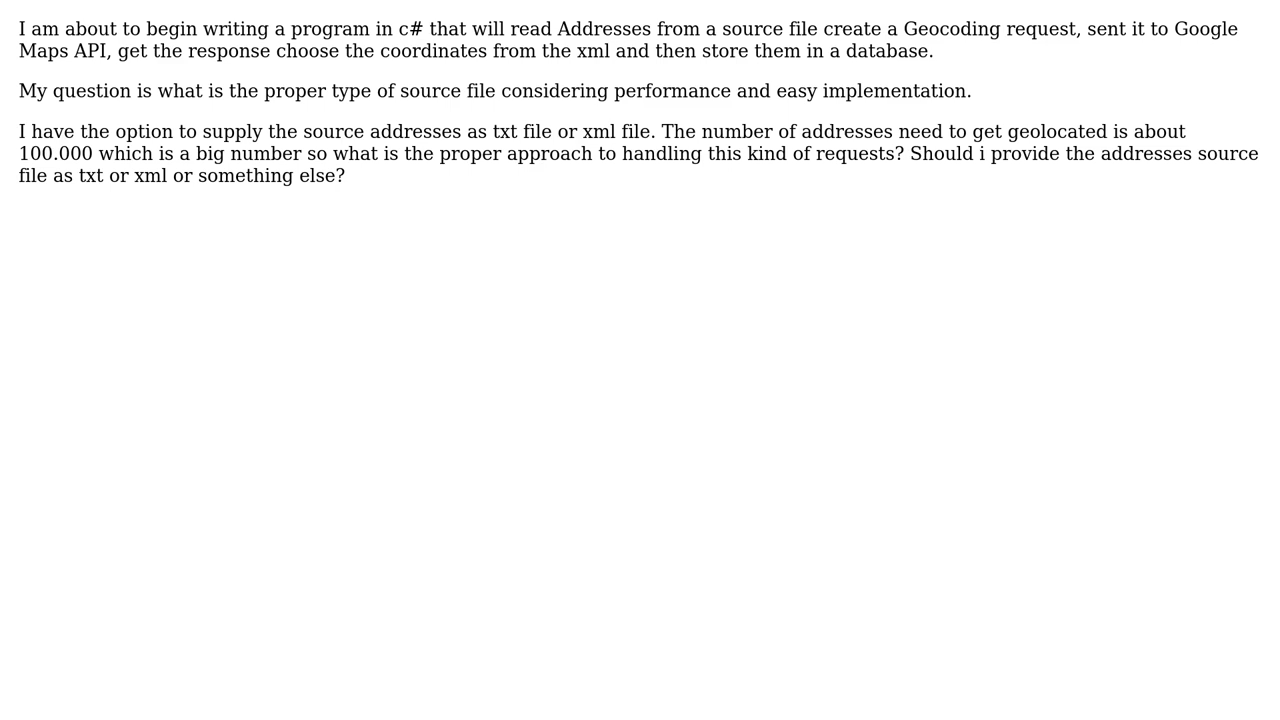 I am about to begin writing a program in c# that will read Addresses from a source file create a Geocoding request, sent it to Google
Maps API, get the response choose the coordinates from the xml and then store them in a database.
My question is what is the proper type of source file considering performance and easy implementation.
I have the option to supply the source addresses as txt file or xml file. The number of addresses need to get geolocated is about
100.000 which is a big number so what is the proper approach to handling this kind of requests? Should i provide the addresses source
file as txt or xml or something else?